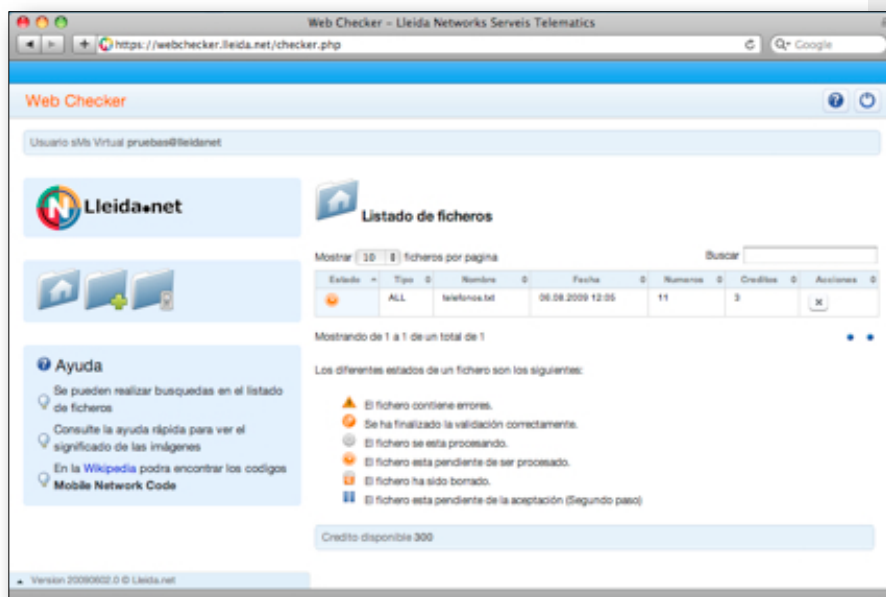 Web Checker – Lleida Networks Serveis Telematics
https://webchecker.lleida.net/checker.php
Google
Web Checker
Usuario sMs Virtual pruebas@lleidanet
Lleida.net
Listado de ficheros
Mostrar 10 ficheros por pagina
Buscar
Estado Tipo Nombre Fecha Numeros Creditos Acciones
ALL telefonos.txt 06.08.2009 12:05 11 3 x
Mostrando de 1 a 1 de un total de 1
Ayuda
Se pueden realizar busquedas en el listado
de ficheros
Consulte la ayuda rápida para ver el
significado de las imágenes
En la Wikipedia podra encontrar los codigos
Mobile Network Code
Los diferentes estados de un fichero son los siguientes:
El fichero contiene errores.
Se ha finalizado la validación correctamente.
El fichero se esta procesando.
El fichero esta pendiente de ser procesado.
El fichero ha sido borrado.
El fichero esta pendiente de la aceptación (Segundo paso)
Credito disponible 300
Version 20090602.0 © Lleida.net